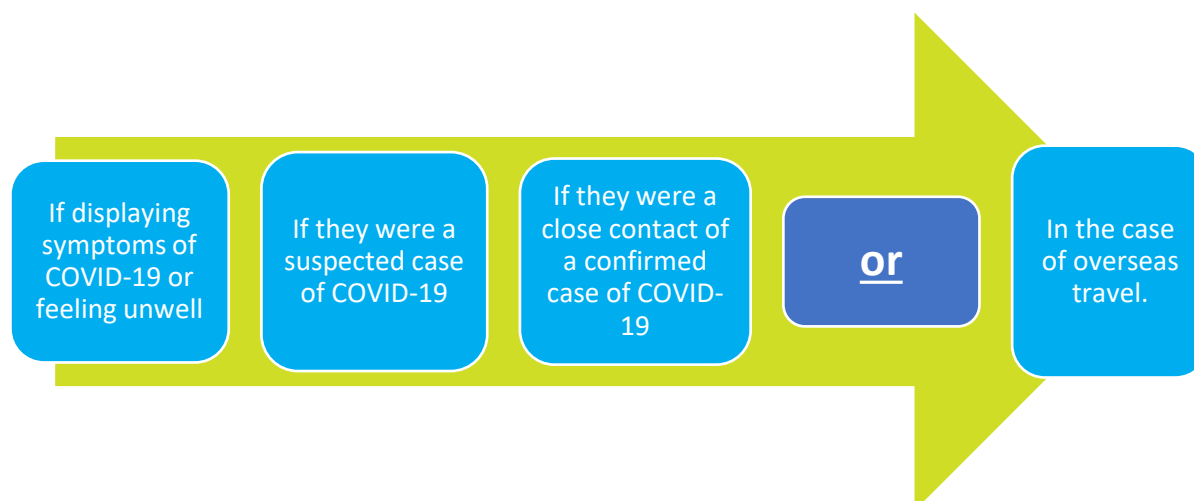 If displaying
symptoms of
COVID-19 or
feeling unwell
If they were a
suspected case
of COVID-19
If they were a
close contact of
a confirmed
case of COVID-
19
or
In the case
of overseas
travel.